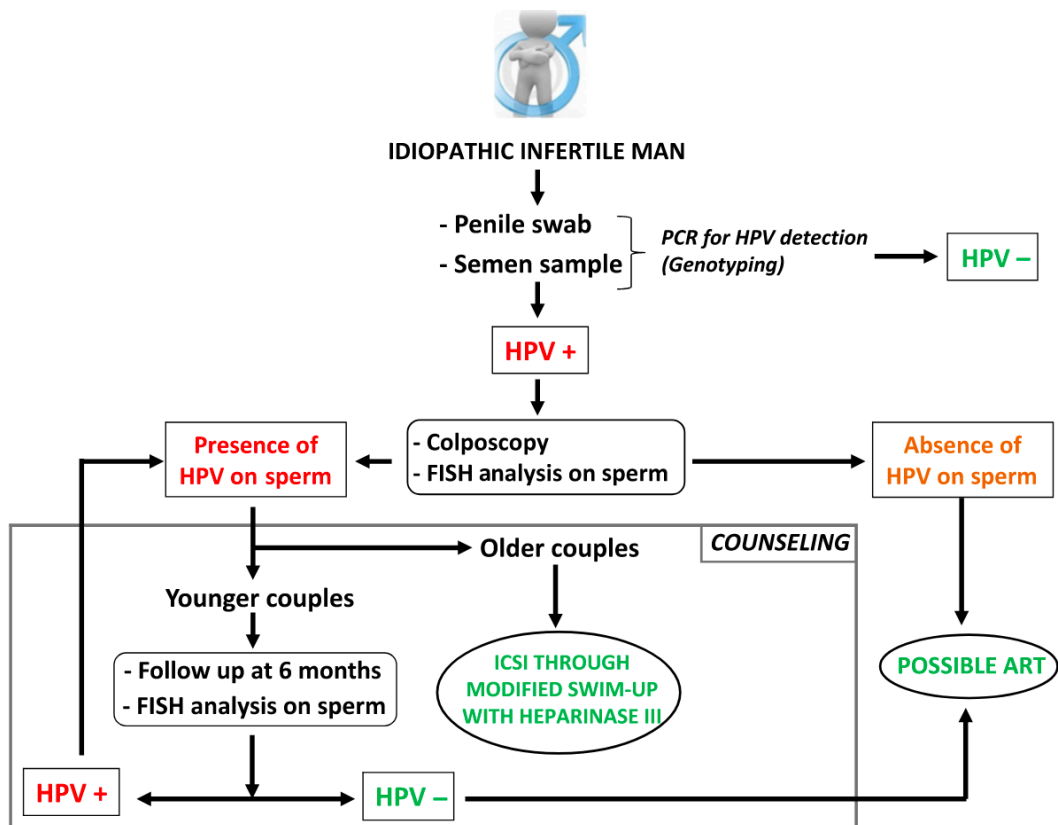 IDIOPATHIC INFERTILE MAN
- Penile swab
- Semen sample
PCR for HPV detection
(Genotyping)
HPV –
HPV +
Presence of
HPV on sperm
- Colposcopy
- FISH analysis on sperm
Absence of
HPV on sperm
COUNSELING
Older couples
Younger couples
- Follow up at 6 months
- FISH analysis on sperm
ICSI THROUGH
MODIFIED SWIM-UP
WITH HEPARINASE III
POSSIBLE ART
HPV +
HPV –